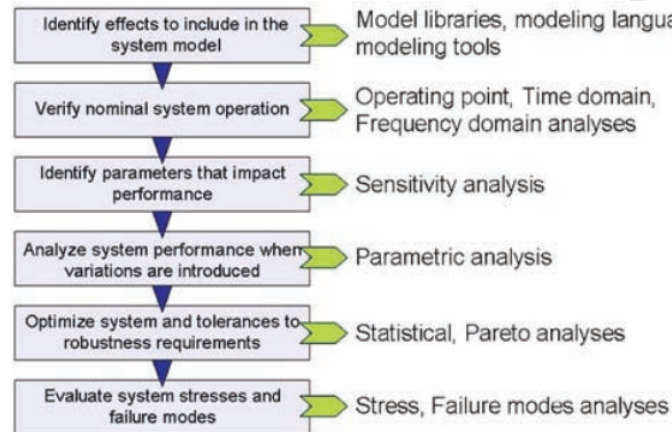 Identify effects to include in the
system model
Model libraries, modeling
modeling tools
Verify nominal system operation
Operating point, Time domain,
Frequency domain analyses
Identify parameters that impact
performance
Sensitivity analysis
Analyze system performance when
variations are introduced
Parametric analysis
Optimize system and tolerances to
robustness requirements
Statistical, Pareto analyses
Evaluate system stresses and
failure modes
Stress, Failure modes analyses